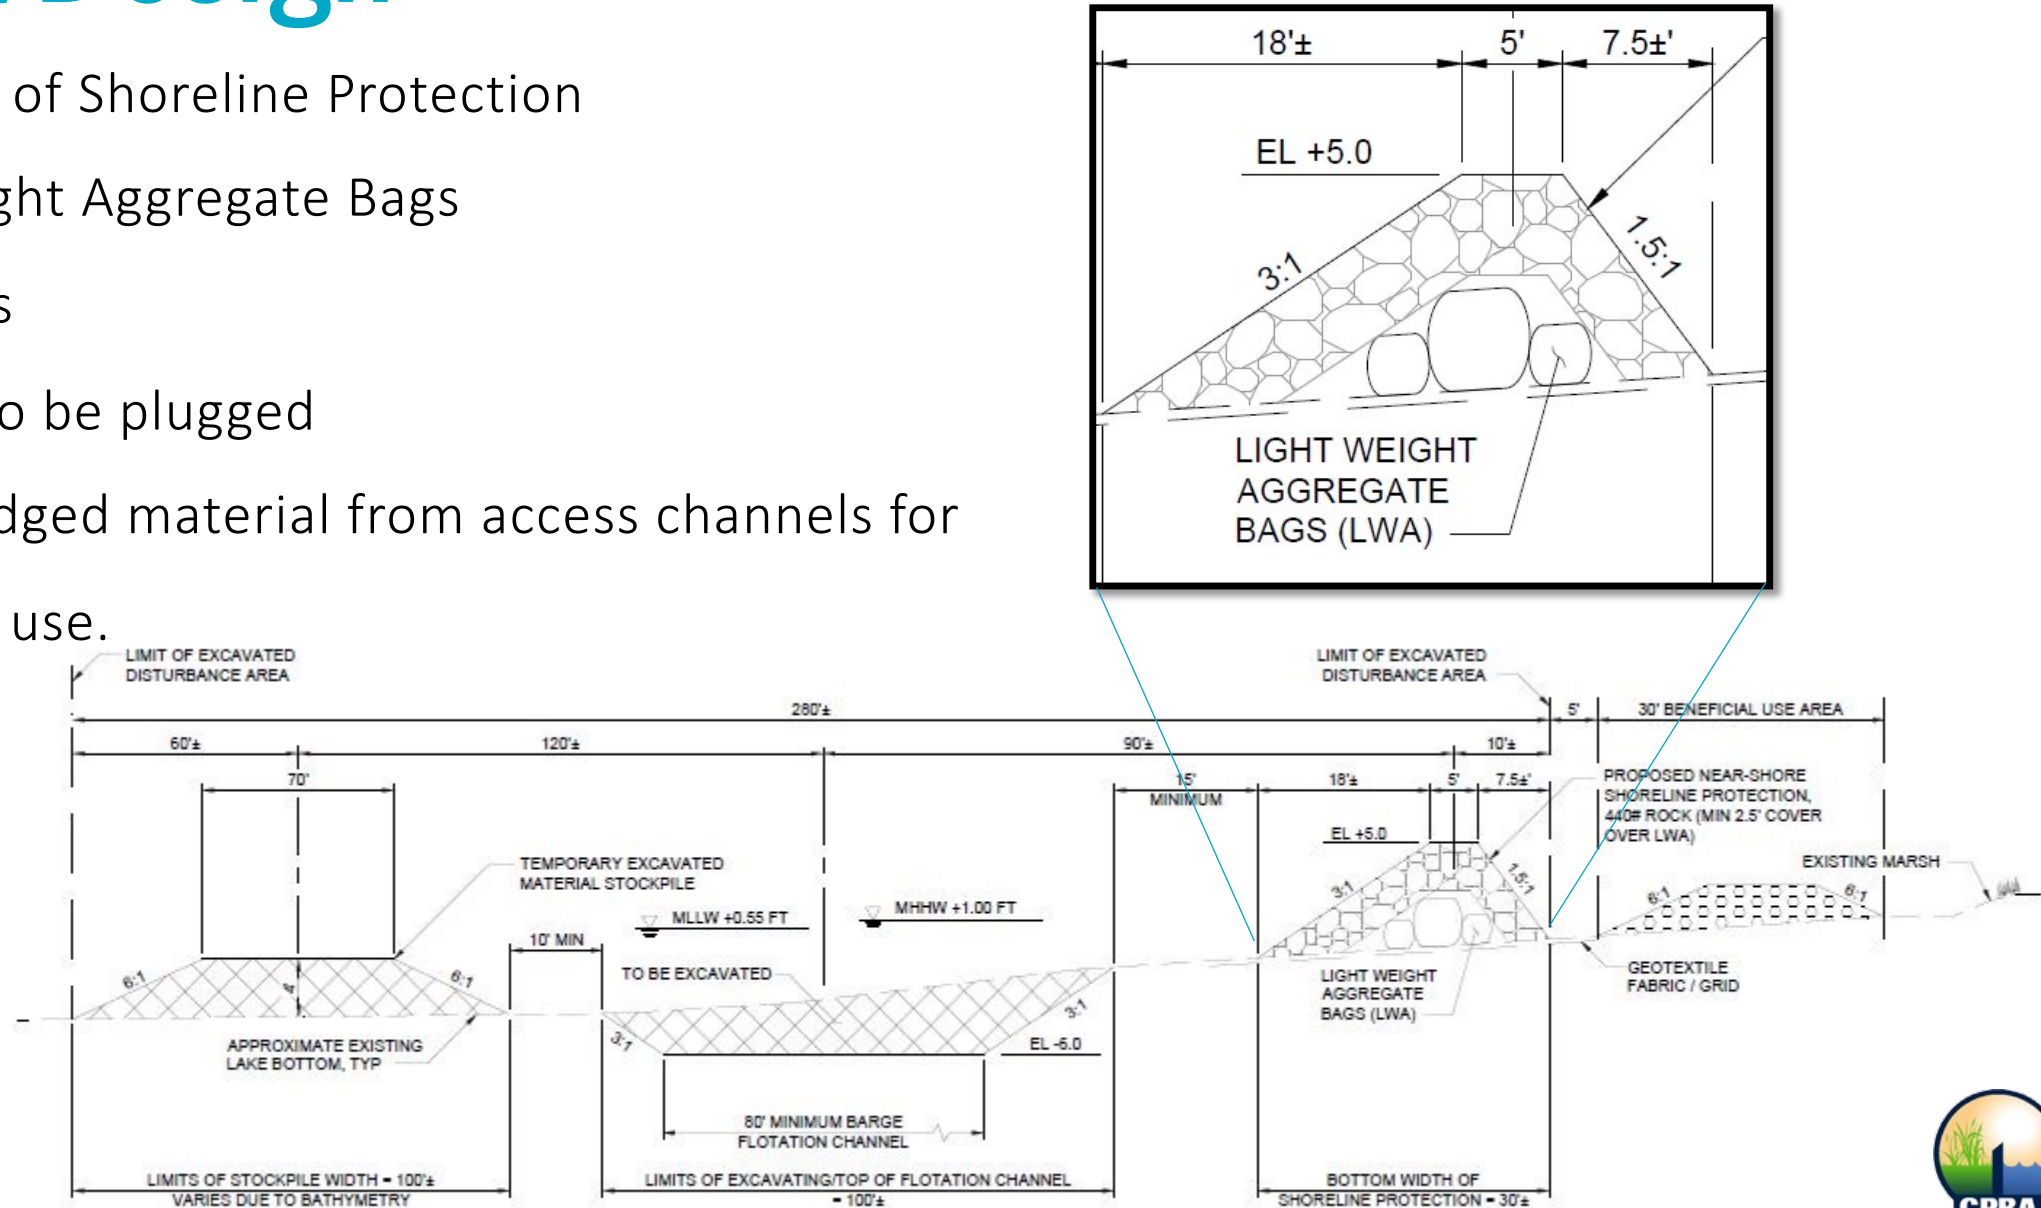 Design
of Shoreline Protection
ght Aggregate Bags
s
o be plugged
dged material from access channels for
use.
18'±
5'
7.5±'
EL +5.0
3:1
1.5:1
LIGHT WEIGHT
AGGREGATE
BAGS (LWA)
LIMIT OF EXCAVATED
DISTURBANCE AREA
LIMIT OF EXCAVATED
DISTURBANCE AREA
280'±
5'
30' BENEFICIAL USE AREA
60'±
120'±
90'±
10'±
70'
15'
MINIMUM
18'±
5'
7.5±'
PROPOSED NEAR-SHORE
SHORELINE PROTECTION,
440# ROCK (MIN 2.5' COVER
OVER LWA)
EL +5.0
TEMPORARY EXCAVATED
MATERIAL STOCKPILE
EXISTING MARSH
MLLW +0.55 FT
MHHW +1.00 FT
3:1
1.5:1
6:1
6:1
10' MIN
TO BE EXCAVATED
6:1
4'
6:1
LIGHT WEIGHT
AGGREGATE
BAGS (LWA)
GEOTEXTILE
FABRIC / GRID
3:1
3:1
APPROXIMATE EXISTING
LAKE BOTTOM, TYP
EL -6.0
80' MINIMUM BARGE
FLOTATION CHANNEL
LIMITS OF STOCKPILE WIDTH = 100'±
VARIES DUE TO BATHYMETRY
LIMITS OF EXCAVATING/TOP OF FLOTATION CHANNEL
= 100'±
BOTTOM WIDTH OF
SHORELINE PROTECTION = 30'±
CPRA